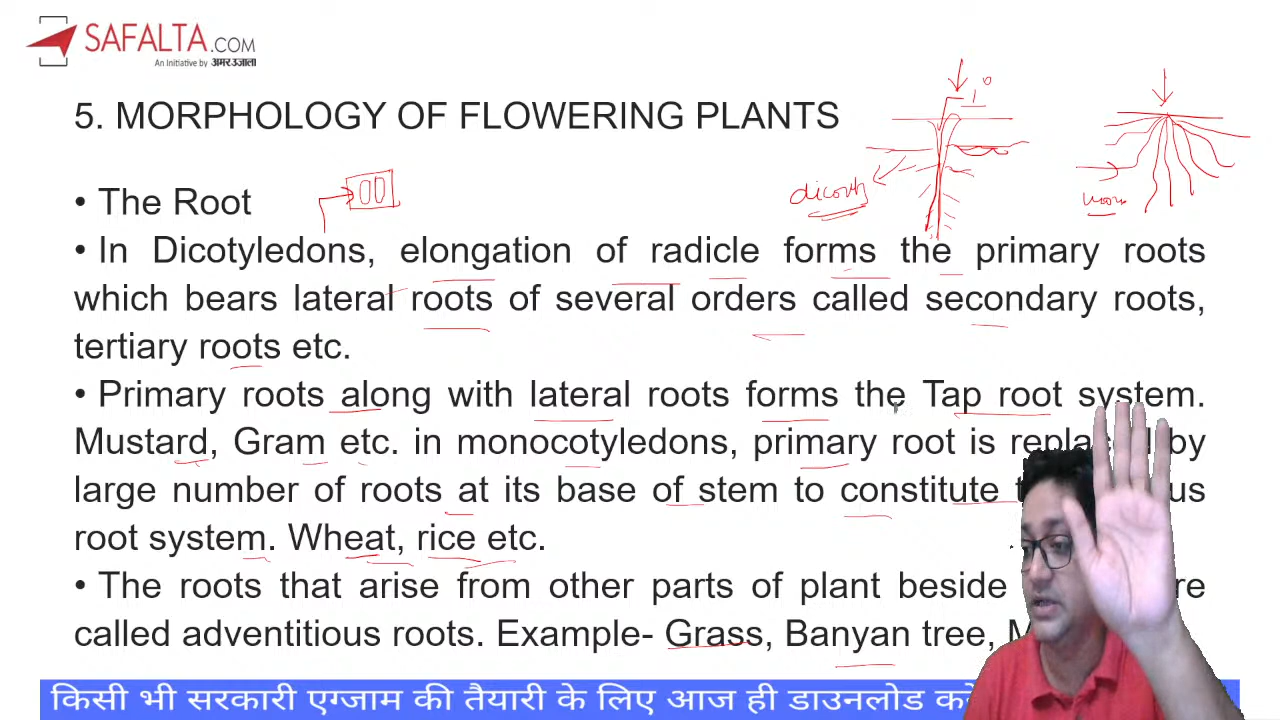 SAFALTA.COM
An Initiative by अमर उजाला
5. MORPHOLOGY OF FLOWERING PLANTS
1°
dicots
• The Root
• In Dicotyledons, elongation of radicle forms the primary roots
which bears lateral roots of several orders called secondary roots,
tertiary roots etc.
• Primary roots along with lateral roots forms the Tap root system.
Mustard, Gram etc. in monocotyledons, primary root is by
large number of roots at its base of stem to constitute
root system. Wheat, rice etc.
• The roots that arise from other parts of plant beside
called adventitious roots. Example- Grass, Banyan tree,
किसी भी सरकारी एग्जाम की तैयारी के लिए आज ही डाउनलोड